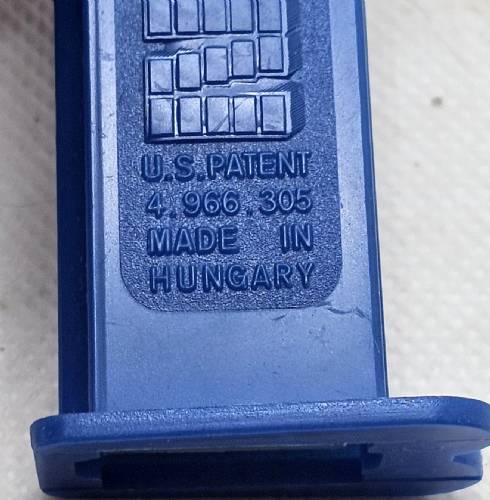 U.S.PATENT
4.966.305
MADE IN
HUNGARY